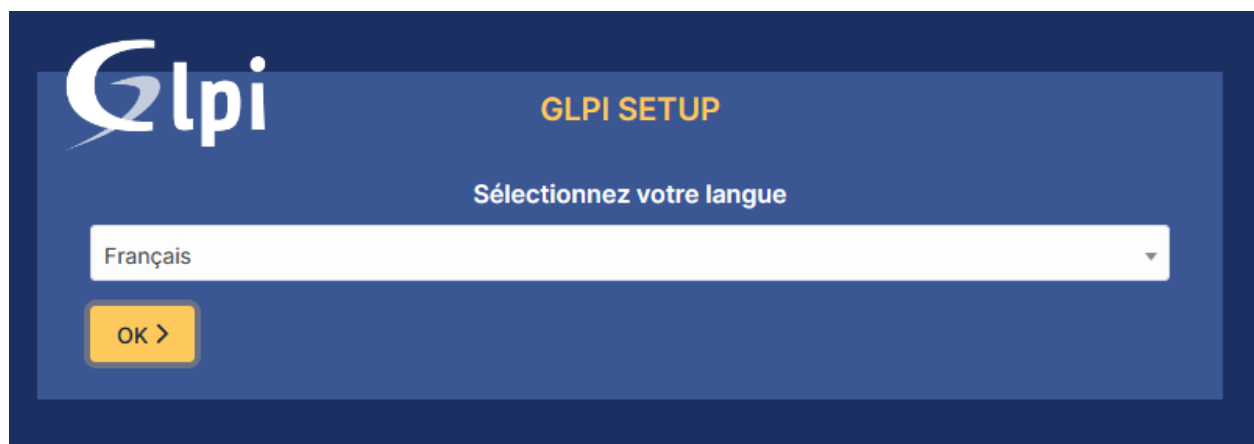 Glpi
GLPI SETUP
Sélectionnez votre langue
Français
OK